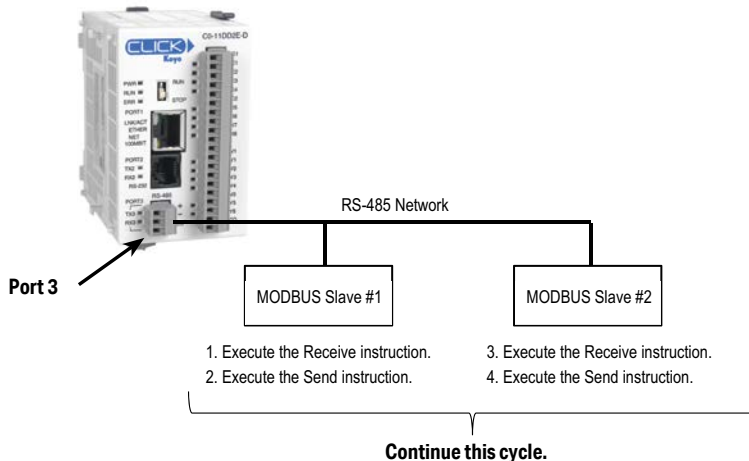 CLICK
Koyo
C0-11DD2E-D
PWR
RUN
ERR
RUN
STOP
PORT1
LNK/ACT
ETHER
NET
100MBIT
PORT2
TX2
RX2
RS-232
PORT3
RS-485
TX3
RX3
RS-485 Network
Port 3
MODBUS Slave #1
MODBUS Slave #2
1. Execute the Receive instruction.
2. Execute the Send instruction.
3. Execute the Receive instruction.
4. Execute the Send instruction.
Continue this cycle.